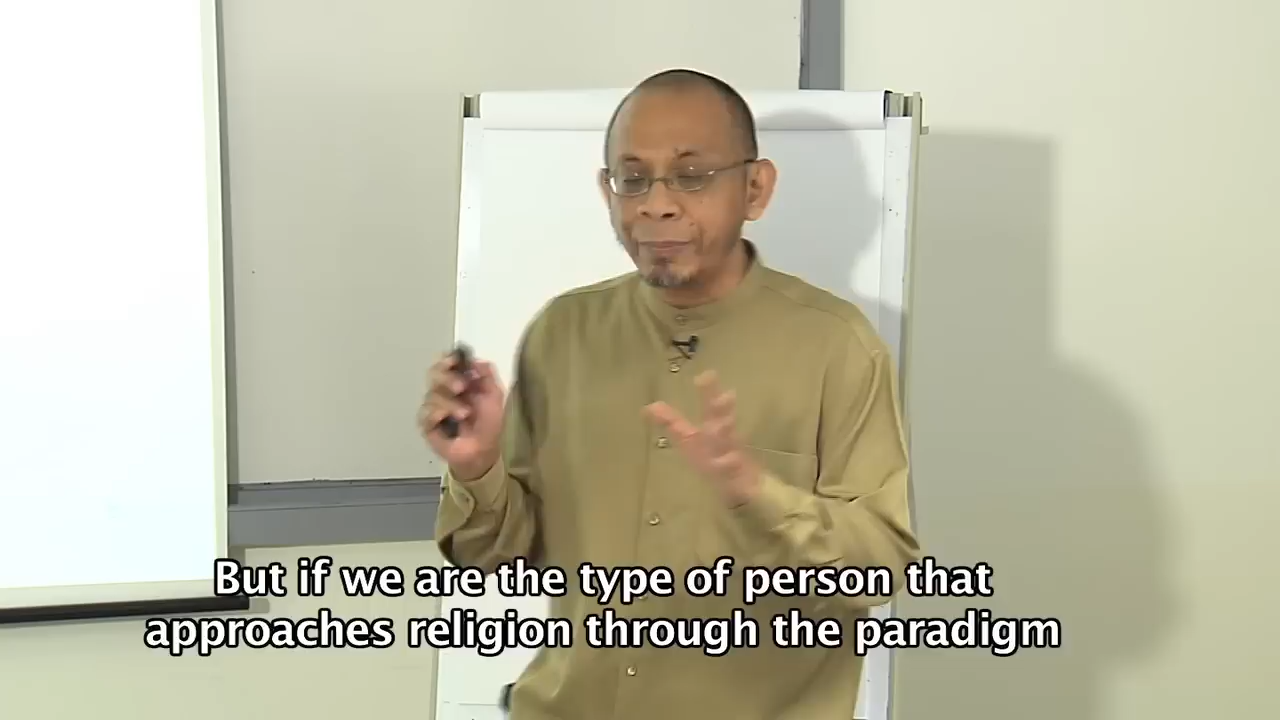 But if we are the type of person that
approaches religion through the paradigm